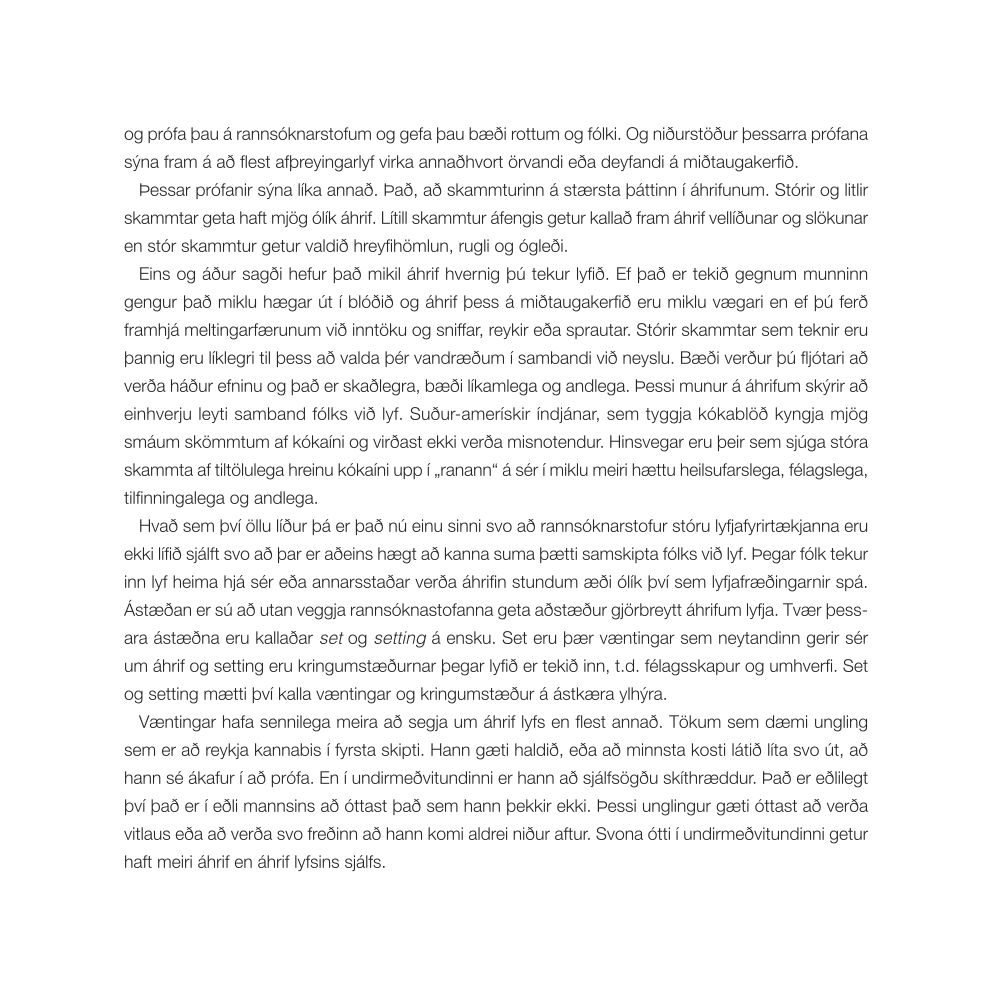 og prófa þau á rannsóknarstofum og gefa þau bæði rottum og fólki. Og niðurstöður þessarra prófana
sýna fram á að flest afþreyingarlyf virka annaðhvort örvandi eða deyfandi á miðtaugakerfið.
Þessar prófanir sýna líka annað. Það, að skammturinn á stærsta þáttinn í áhrifunum. Stórir og litlir
skammtar geta haft mjög ólík áhrif. Lítill skammtur áfengis getur kallað fram áhrif vellíðunar og slökunar
en stór skammtur getur valdið hreyfihömlun, rugli og ógleði.
Eins og áður sagði hefur það mikil áhrif hvernig þú tekur lyfið. Ef það er tekið gegnum munninn
gengur það miklu hægar út í blóðið og áhrif þess á miðtaugakerfið eru miklu vægari en ef þú ferð
framhjá meltingarfærunum við inntöku og sniffar, reykir eða sprautar. Stórir skammtar sem teknir eru
þannig eru líklegri til þess að valda þér vandræðum í sambandi við neyslu. Bæði verður þú fljótari að
verða háður efninu og það er skaðlegra, bæði líkamlega og andlega. Þessi munur á áhrifum skýrir að
einhverju leyti samband fólks við lyf. Suður-amerískir índjánar, sem tyggja kókablöð kyngja mjög
smáum skömmtum af kókaíni og virðast ekki verða misnotendur. Hinsvegar eru þeir sem sjúga stóra
skammta af tiltölulega hreinu kókaíni upp í „ranann“ á sér í miklu meiri hættu heilsufarslega, félagslega,
tilfinningalega og andlega.
Hvað sem því öllu líður þá er það nú einu sinni svo að rannsóknarstofur stóru lyfjafyrirtækjanna eru
ekki lífið sjálft svo að þar er aðeins hægt að kanna suma þætti samskipta fólks við lyf. Þegar fólk tekur
inn lyf heima hjá sér eða annarsstaðar verða áhrifin stundum æði ólík því sem lyfjafræðingarnir spá.
Ástæðan er sú að utan veggja rannsóknastofanna geta aðstæður gjörbreytt áhrifum lyfja. Tvær þess-
ara ástæðna eru kallaðar set og setting á ensku. Set eru þær væntingar sem neytandinn gerir sér
um áhrif og setting eru kringumstæðurnar þegar lyfið er tekið inn, t.d. félagsskapur og umhverfi. Set
og setting mætti því kalla væntingar og kringumstæður á ástkæra ylhýra.
Væntingar hafa sennilega meira að segja um áhrif lyfs en flest annað. Tökum sem dæmi ungling
sem er að reykja kannabis í fyrsta skipti. Hann gæti haldið, eða að minnsta kosti látið líta svo út, að
hann sé ákafur í að prófa. En í undirmeðvitundinni er hann að sjálfsögðu skíthræddur. Það er eðlilegt
því það er í eðli mannsins að óttast það sem hann þekkir ekki. Þessi unglingur gæti óttast að verða
vitlaus eða að verða svo freðinn að hann komi aldrei niður aftur. Svona ótti í undirmeðvitundinni getur
haft meiri áhrif en áhrif lyfsins sjálfs.